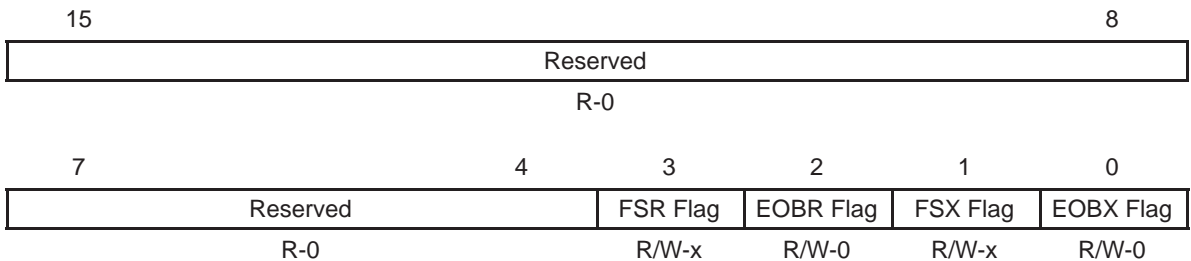 15 8
Reserved
R-0
7 4 3 2 1 0
Reserved FSR Flag EOBR Flag FSX Flag EOBX Flag
R-0 R/W-x R/W-0 R/W-x R/W-0